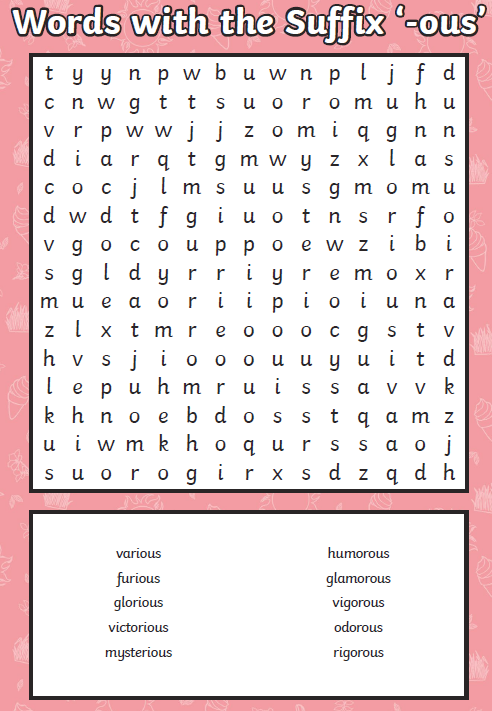 Words with the Suffix ‘-ous’
t y y n p w b u w n p l j f d
c n w g t t s u o r o m u h u
v r p w w j j z o m i q g n n
d i a r q t g m w y z x l a s
c o c j l m s u u s g m o m u
d w d t f g i u o t n s r f o
v g o c o u p p o e w z i b i
s g l d y r r i y r e m o x r
m u e a o r i i p i o i u n a
z l x t m r e o o o c g s t v
h v s j i o o o u u y u i t d
l e p u h m r u i s s a v v k
k h n o e b d o s s t q a m z
u i w m k h o q u r s s a o j
s u o r o g i r x s d z q d h
various humorous
furious glamorous
glorious vigorous
victorious odorous
mysterious rigorous